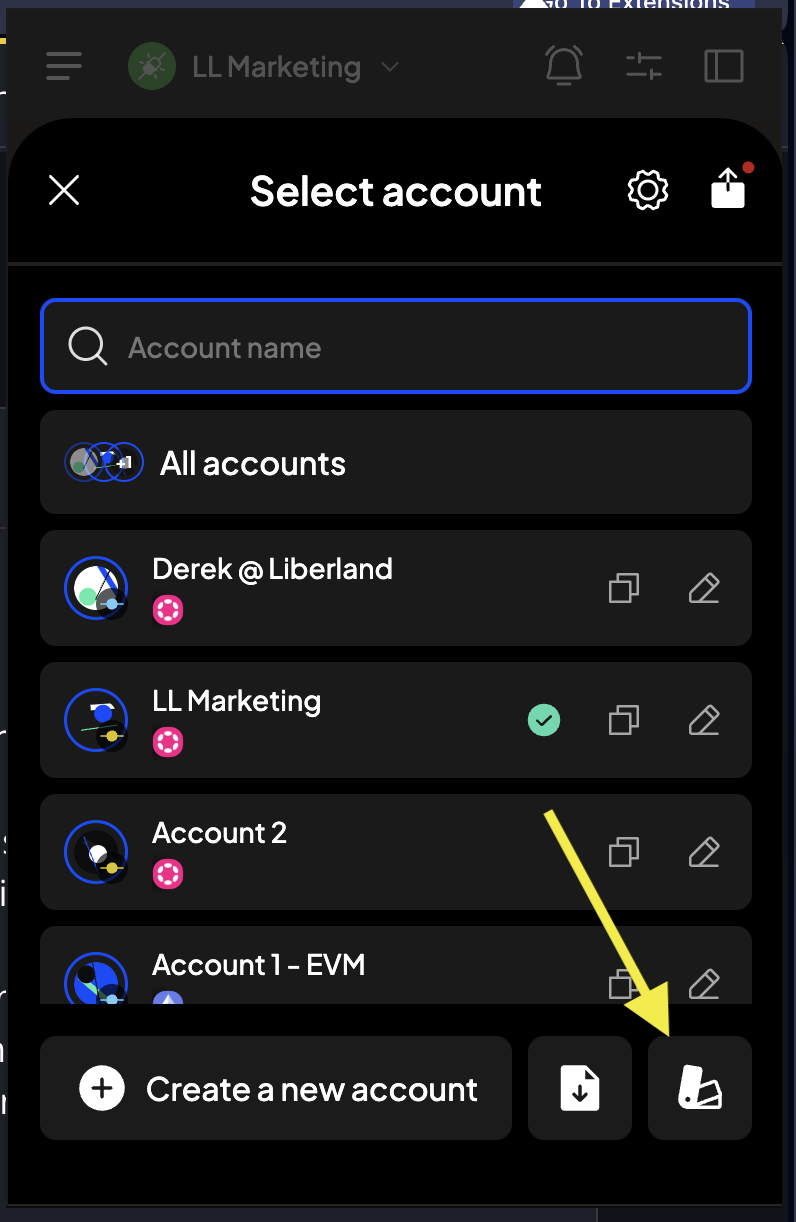 Go To Extensions
LL Marketing
Select account
Account name
+1
All accounts
Derek @ Liberland
LL Marketing
Account 2
Account 1 - EVM
Create a new account